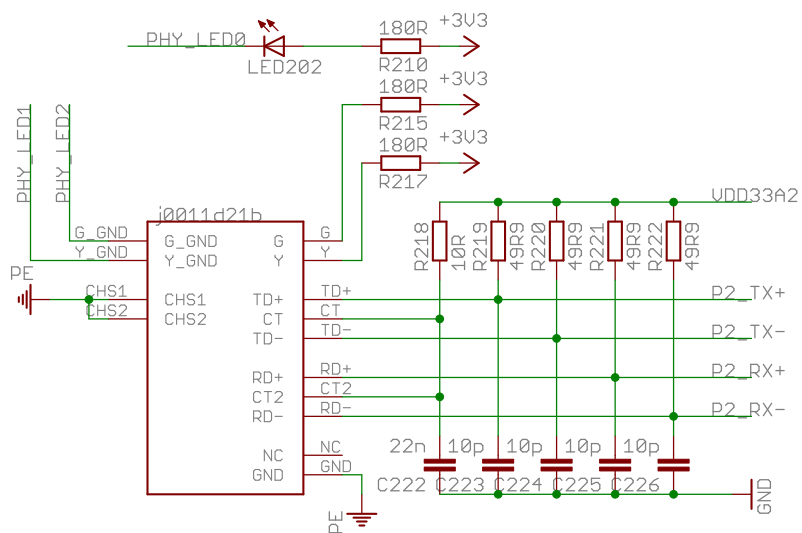 PHY_LED0
LED202
180R
R210
+3V3
180R
R215
+3V3
180R
R217
+3V3
PHY_LED1
PHY_LED2
j0011d21b
G_GND
Y_GND
G_GND
Y_GND
G
Y
G
Y
PE
CHS1
CHS2
CHS1
CHS2
TD+
CT
TD-
TD+
CT
TD-
RD+
CT2
RD-
RD+
CT2
RD-
NC
GND
NC
GND
PE
VDD33A2
R218
10R
R219
49R9
R220
49R9
R221
49R9
R222
49R9
P2_TX+
P2_TX-
P2_RX+
P2_RX-
22n 10p 10p 10p 10p
C222 C223 C224 C225 C226
GND